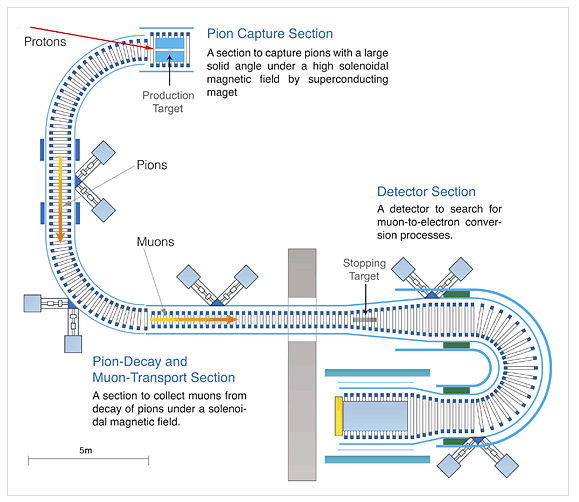 Pion Capture Section
Protons
A section to capture pions with a large
solid angle under a high solenoidal
magnetic field by superconducting
maget
Production
Target
Pions
Detector Section
A detector to search for
muon-to-electron conver-
sion processes.
Muons
Stopping
Target
Pion-Decay and
Muon-Transport Section
A section to collect muons from
decay of pions under a solenoi-
dal magnetic field.
5m